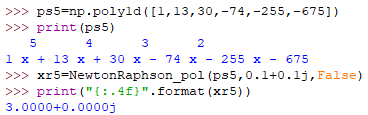 >>> ps5=np.poly1d([1,13,30,-74,-255,-675])
>>> print(ps5)
5 4 3 2
1 x + 13 x + 30 x - 74 x - 255 x - 675
>>> xr5=NewtonRaphson_pol(ps5,0.1+0.1j,False)
>>> print("{:.4f}".format(xr5))
3.0000+0.0000j